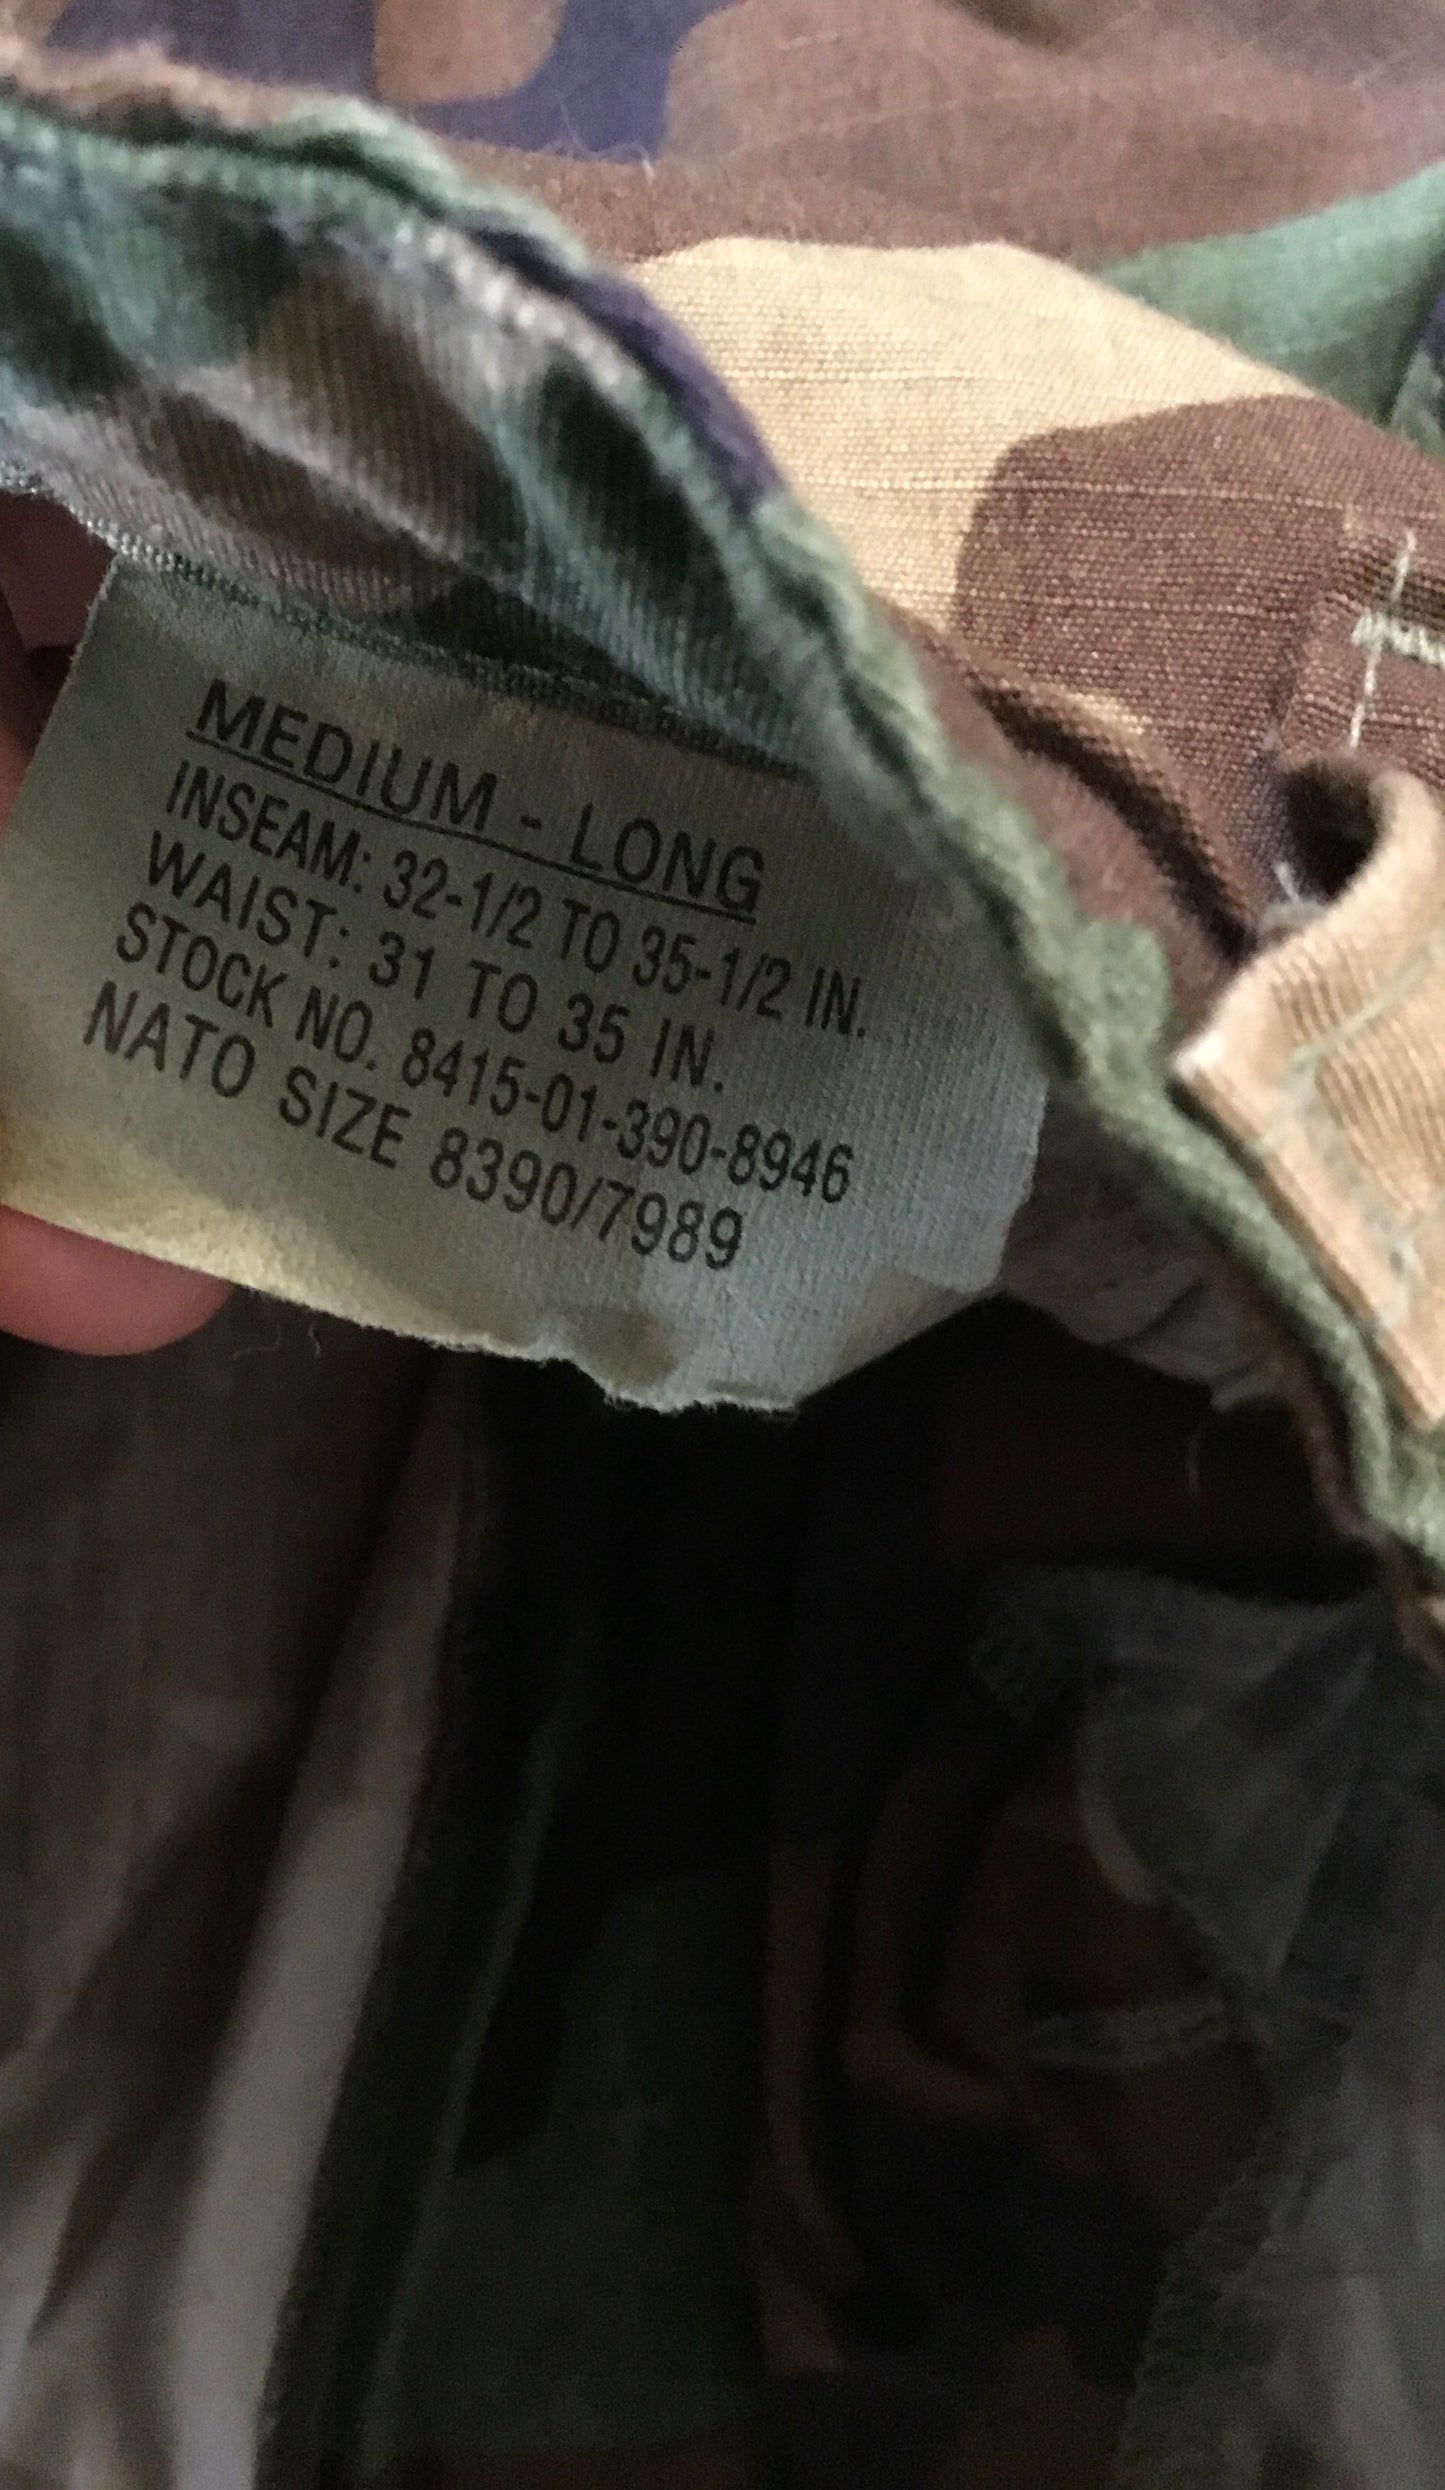 MEDIUM - LONG
INSEAM: 32-1/2 TO 35-1/2 IN.
WAIST: 31 TO 35 IN.
STOCK NO. 8415-01-390-8946
NATO SIZE 8390/7989